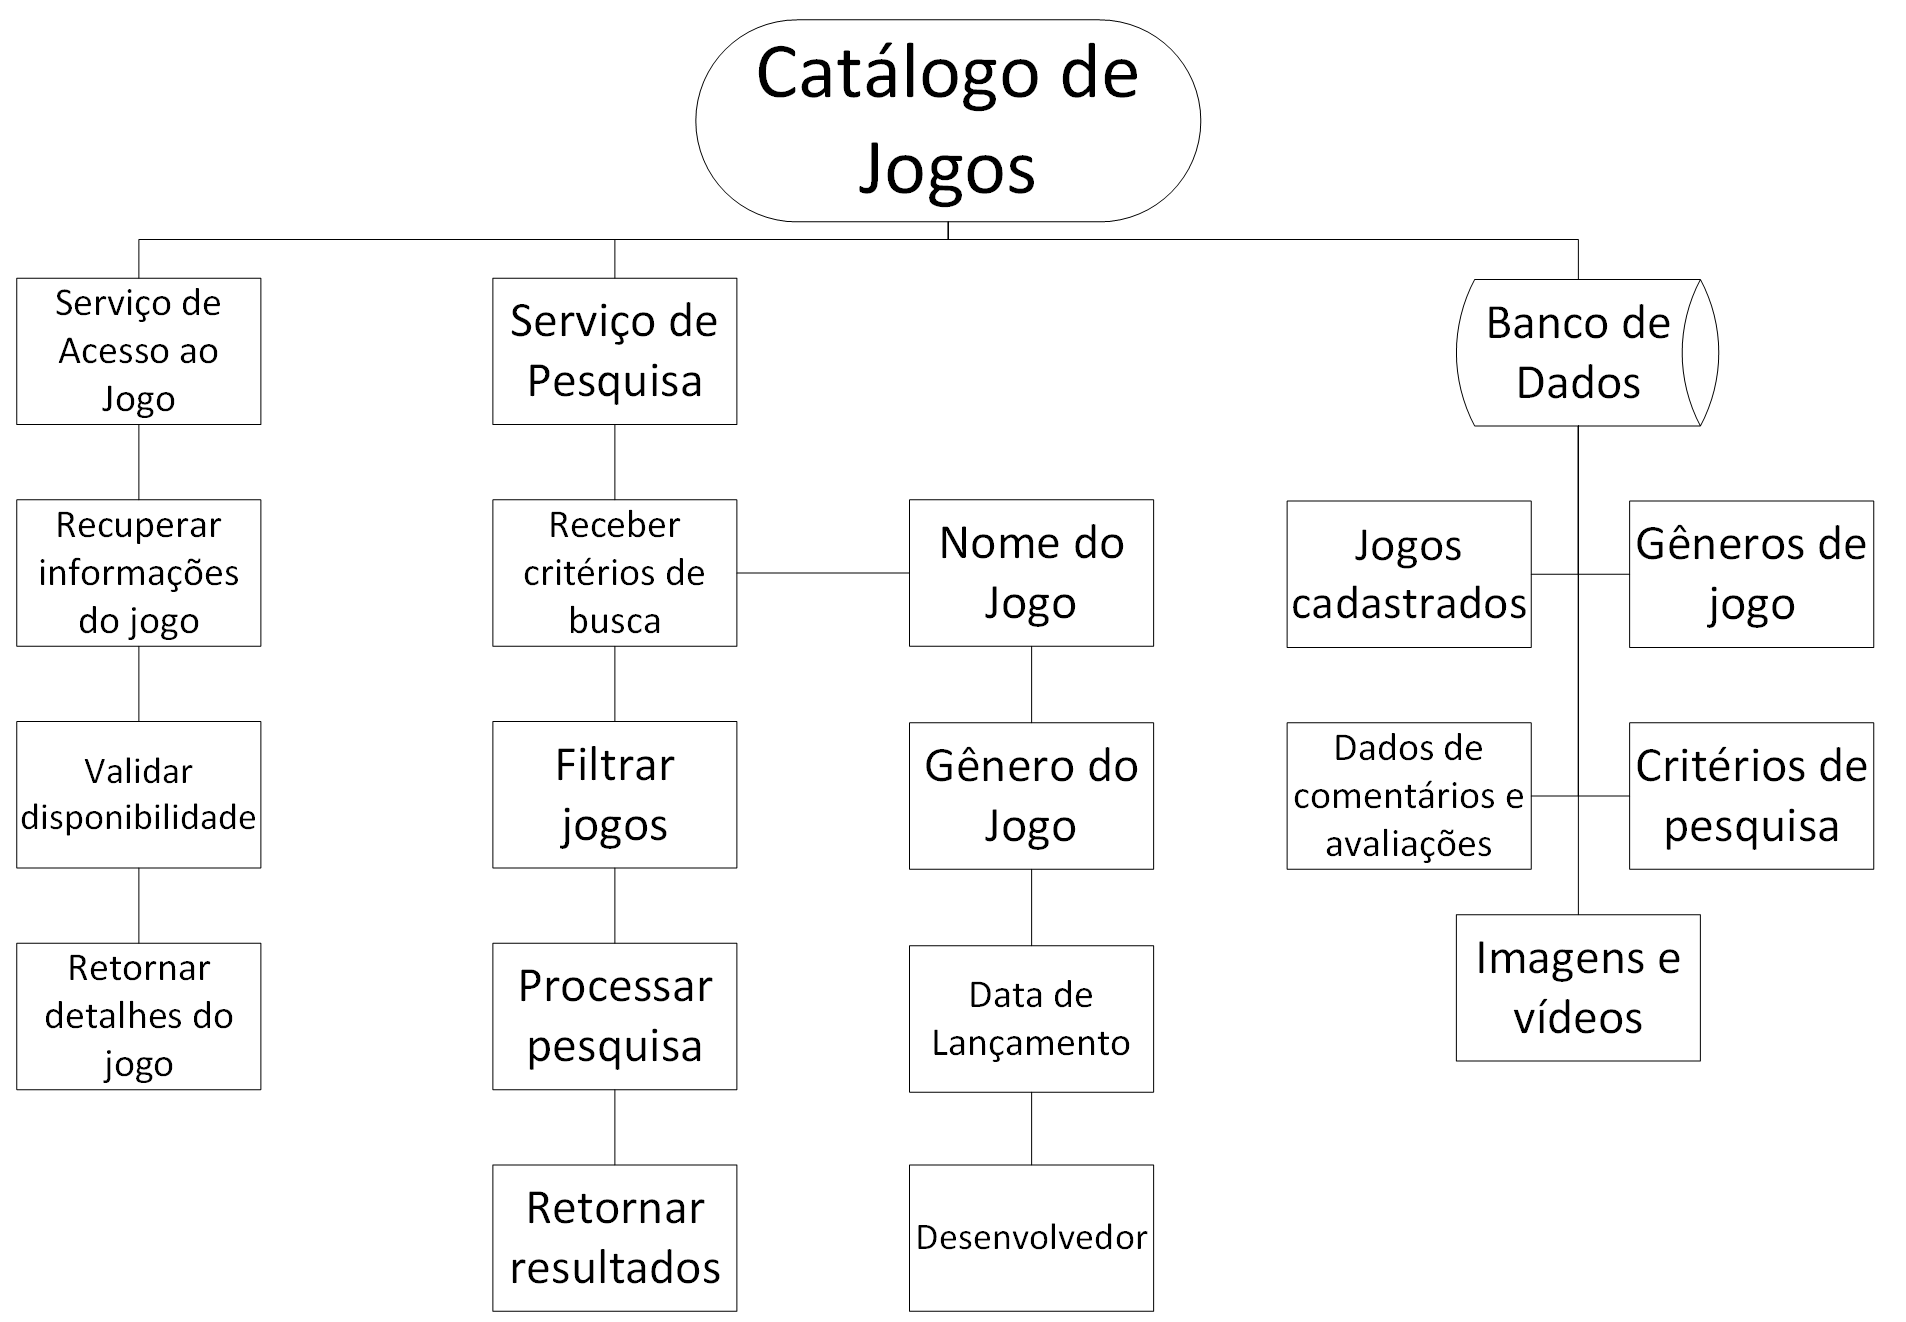 Catálogo de
Jogos
Serviço de
Acesso ao
Jogo
Recuperar
informações
do jogo
Validar
disponibilidade
Retornar
detalhes do
jogo
Serviço de
Pesquisa
Receber
critérios de
busca
Filtrar
jogos
Processar
pesquisa
Retornar
resultados
Nome do
Jogo
Gênero do
Jogo
Data de
Lançamento
Desenvolvedor
Banco de
Dados
Jogos
cadastrados
Gêneros de
jogo
Dados de
comentários e
avaliações
Critérios de
pesquisa
Imagens e
vídeos